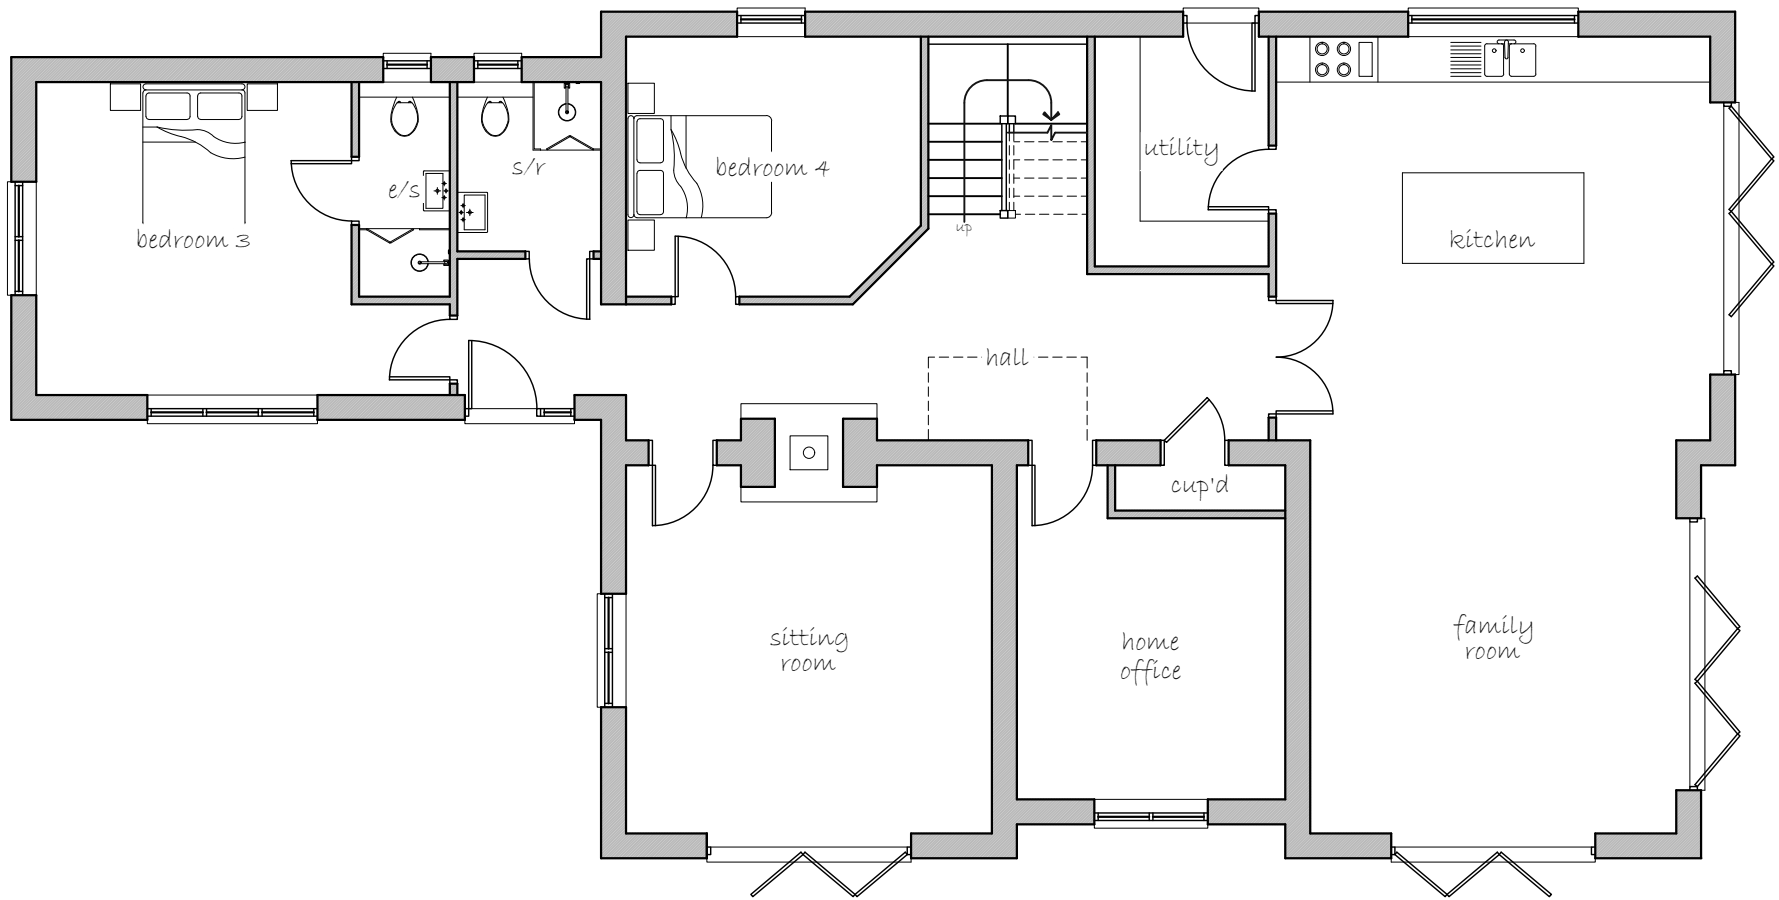 s/r
bedroom 4
utility
e/s
bedroom 3
up
kitchen
hall
cup'd
sitting
room
home
office
family
room